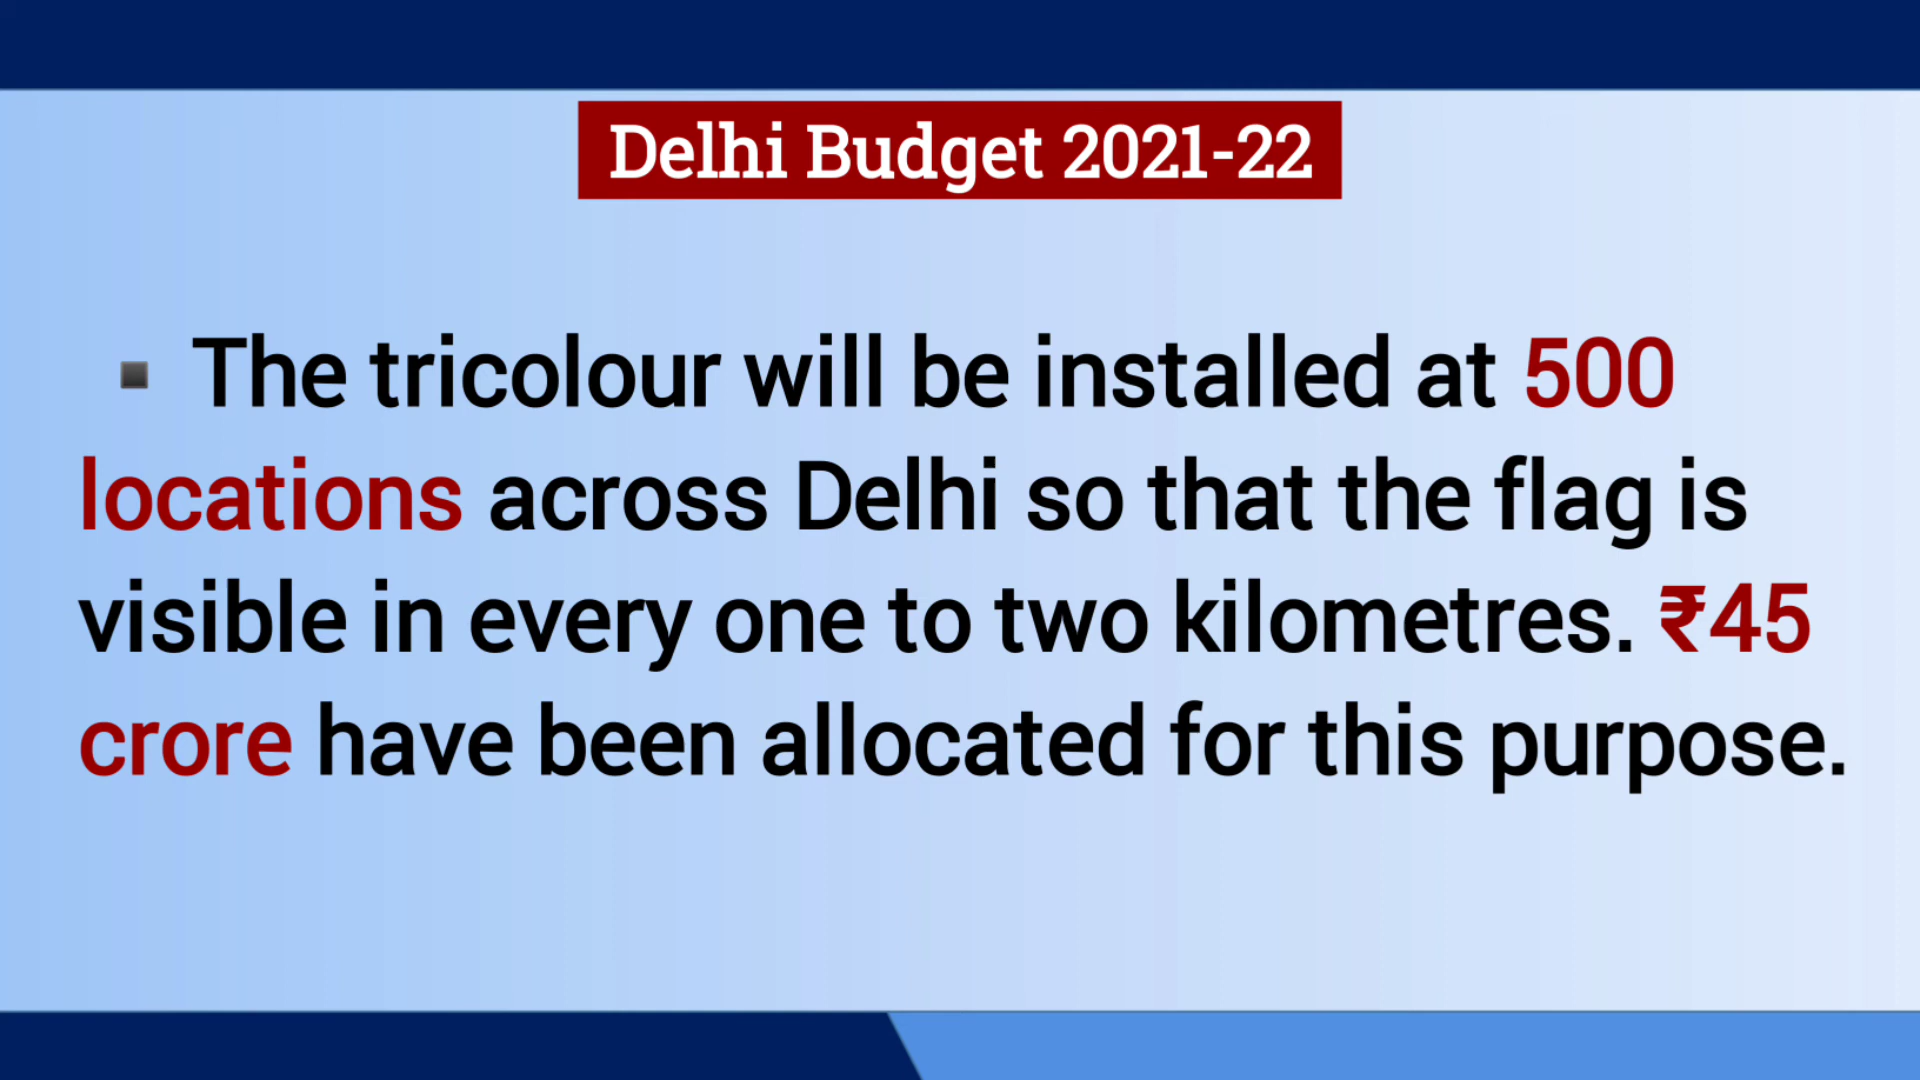 Delhi Budget 2021-22
▪ The tricolour will be installed at 500
locations across Delhi so that the flag is
visible in every one to two kilometres. ₹45
crore have been allocated for this purpose.